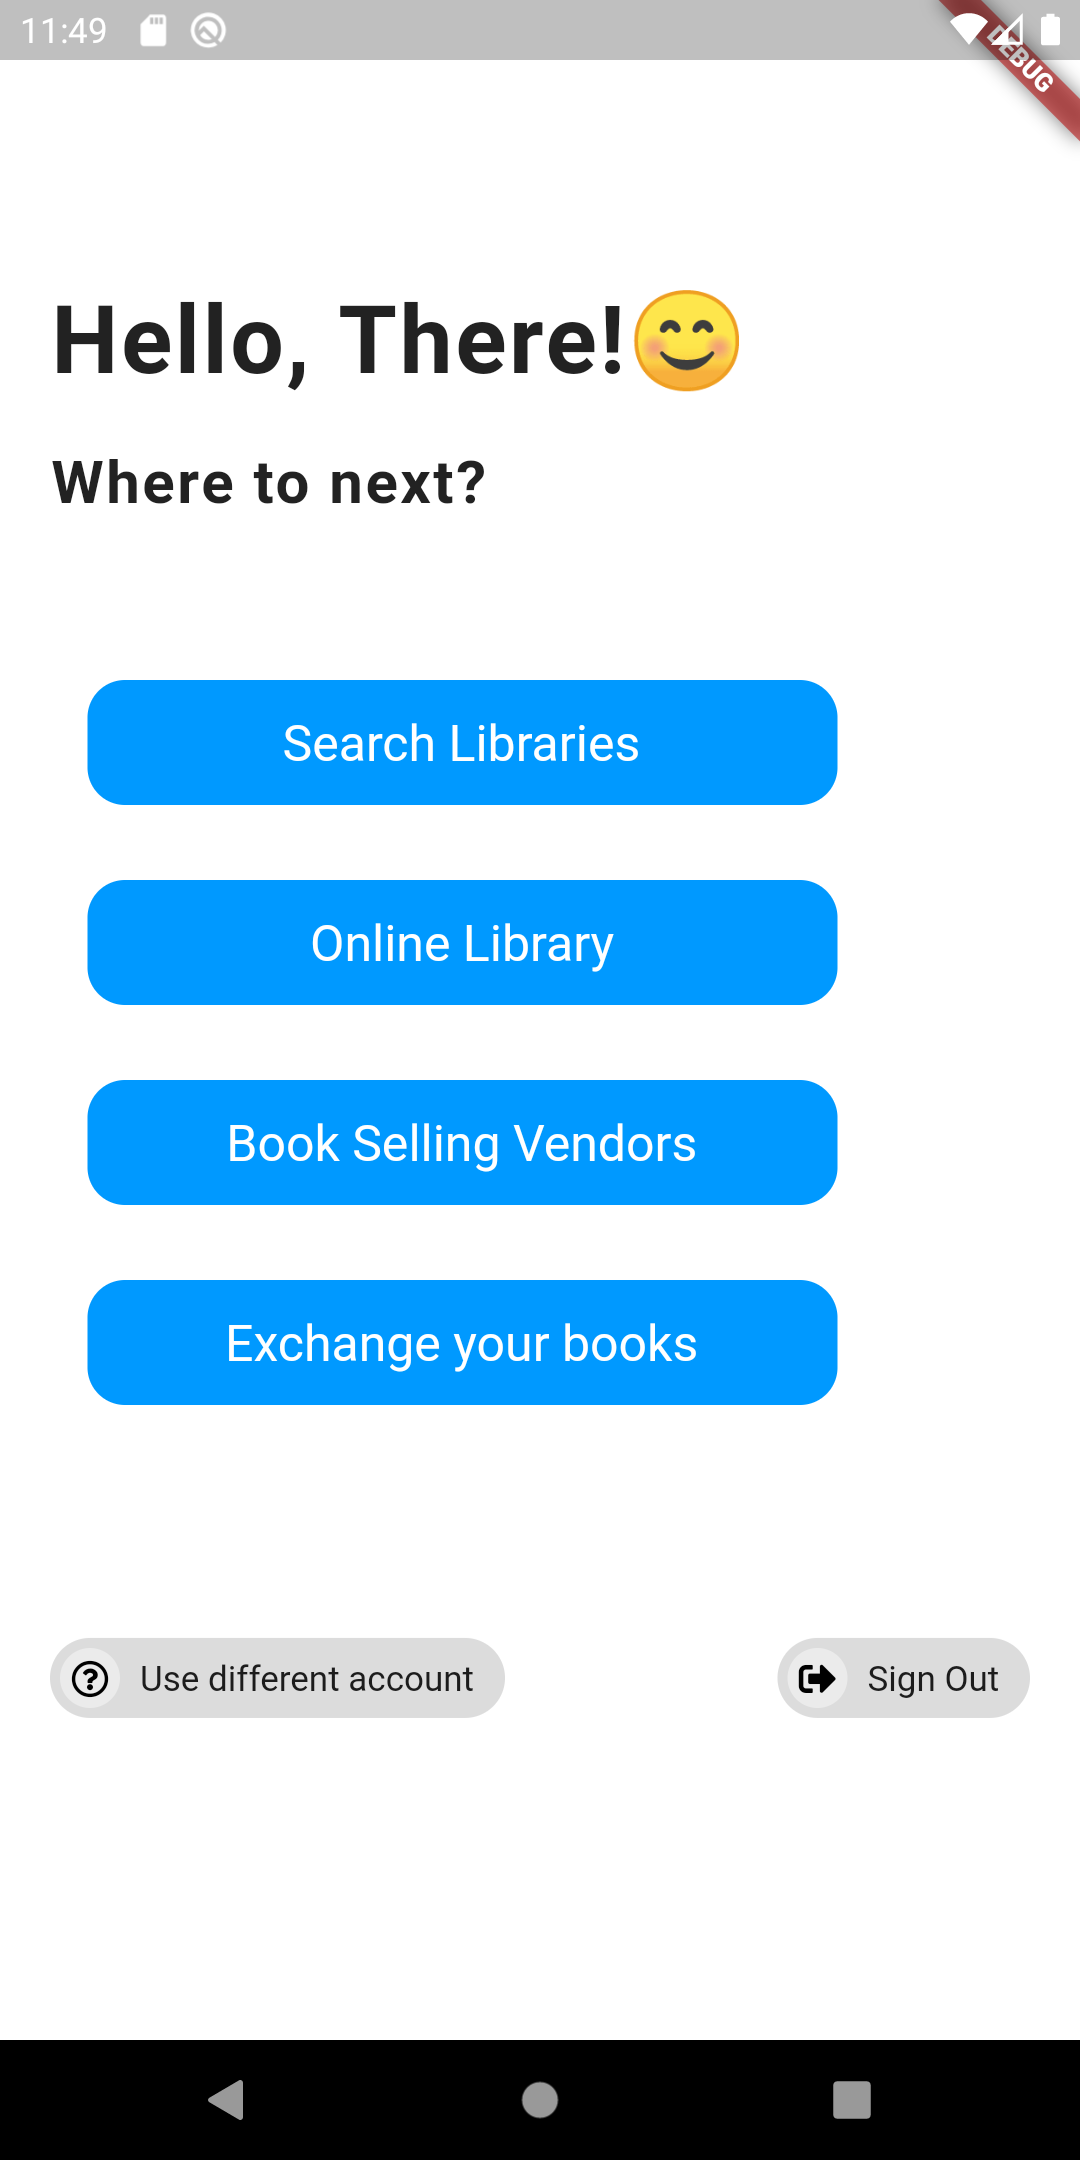 11:49
DEBUG
Hello, There!😊
Where to next?
Search Libraries
Online Library
Book Selling Vendors
Exchange your books
Use different account
Sign Out